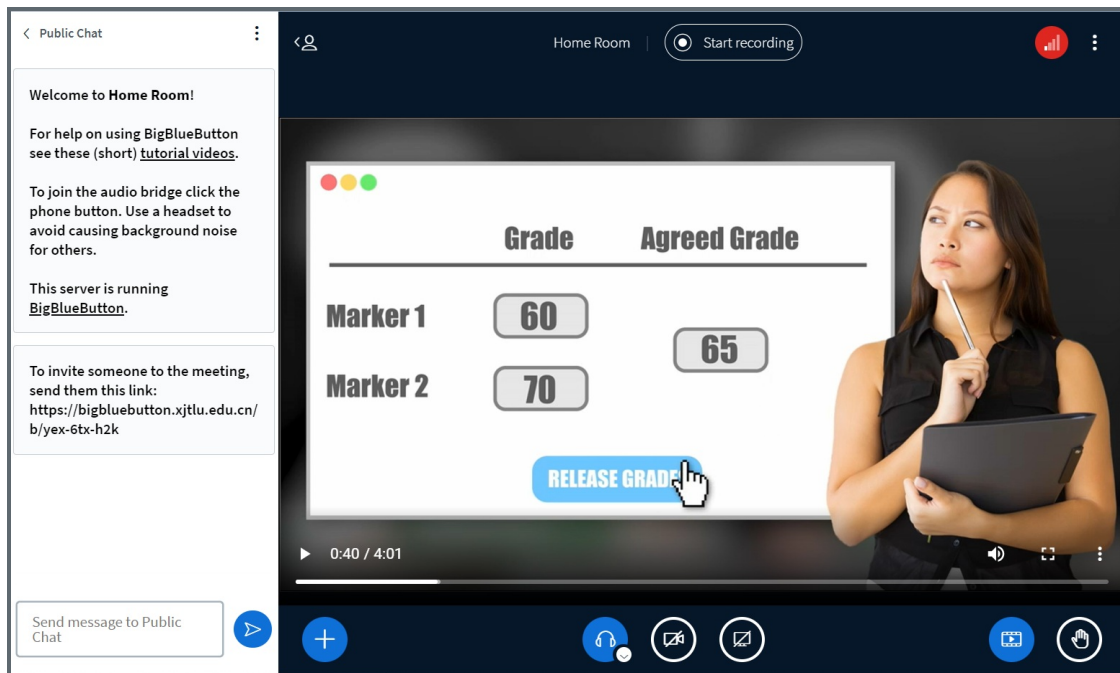 Public Chat
Welcome to Home Room!
For help on using BigBlueButton
see these (short) tutorial videos.
To join the audio bridge click the
phone button. Use a headset to
avoid causing background noise
for others.
This server is running
BigBlueButton.
To invite someone to the meeting,
send them this link:
https://bigbluebutton.xjtlu.edu.cn/
b/yex-6tx-h2k
Send message to Public
Chat
Home Room
Start recording
Grade Agreed Grade
Marker 1 60
65
Marker 2 70
RELEASE GRADE
0:40 / 4:01